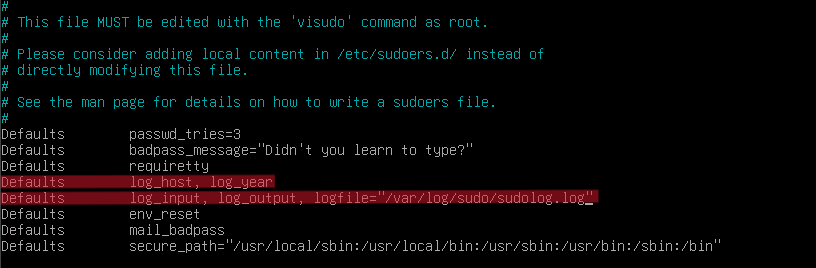 #
# This file MUST be edited with the 'visudo' command as root.
#
# Please consider adding local content in /etc/sudoers.d/ instead of
# directly modifying this file.
#
# See the man page for details on how to write a sudoers file.
#
Defaults        passwd_tries=3
Defaults        badpass_message="Didn't you learn to type?"
Defaults        requiretty
Defaults        log_host, log_year
Defaults        log_input, log_output, logfile="/var/log/sudo/sudolog.log"
Defaults        env_reset
Defaults        mail_badpass
Defaults        secure_path="/usr/local/sbin:/usr/local/bin:/usr/sbin:/usr/bin:/sbin:/bin"